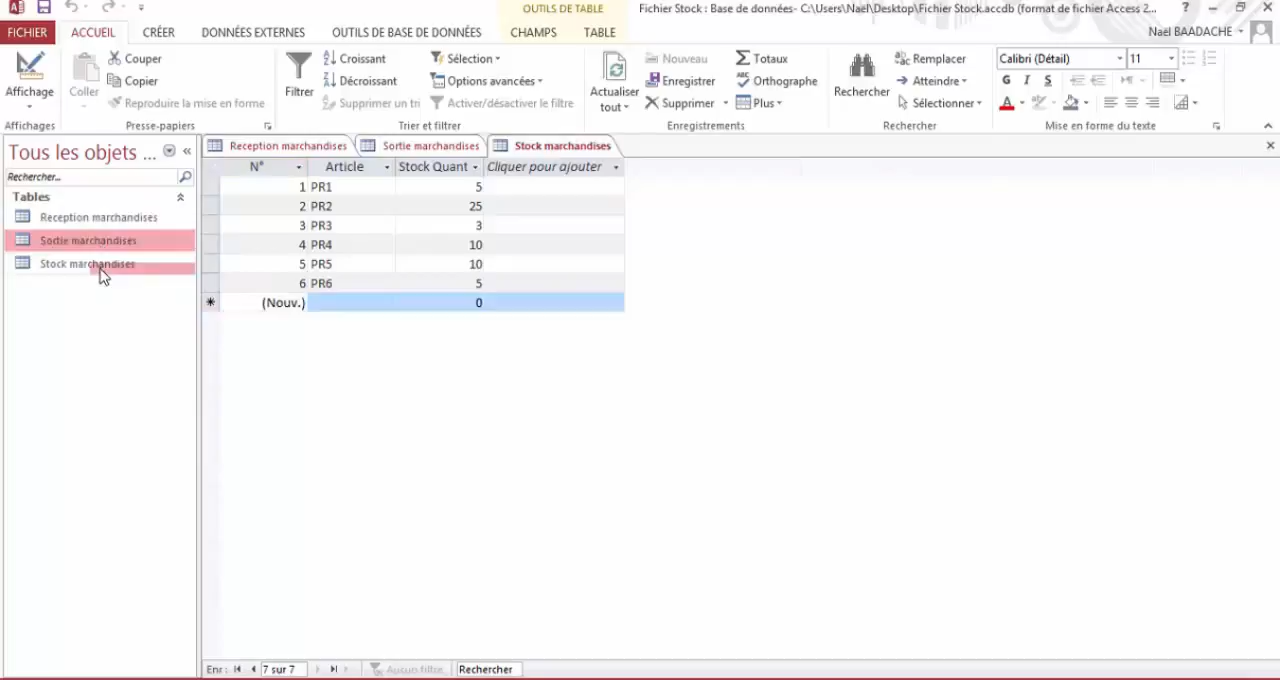 OUTILS DE TABLE
Fichier Stock : Base de données- C:\Users\Nael\Desktop\Fichier Stock.accdb (format de fichier Access 2...
FICHIER ACCUEIL CRÉER DONNÉES EXTERNES OUTILS DE BASE DE DONNÉES CHAMPS TABLE Nael BAADACHE
Couper Croissant Sélection Nouveau Totaux Remplacer Calibri (Détail) 11
Affichage Coller Copier Filtrer Décroissant Options avancées Actualiser tout Enregistrer Orthographe Rechercher Atteindre G I S
Reproduire la mise en forme Supprimer un tri Activer/désactiver le filtre Supprimer Plus Sélectionner A
Affichages Presse-papiers Trier et filtrer Enregistrements Rechercher Mise en forme du texte
Tous les objets ...
Rechercher...
Tables
Reception marchandises
Sortie marchandises
Stock marchandises
Reception marchandises Sortie marchandises Stock marchandises
N° Article Stock Quant Cliquer pour ajouter
1 PR1 5
2 PR2 25
3 PR3 3
4 PR4 10
5 PR5 10
6 PR6 5
(Nouv.) 0
Enr : 7 sur 7 Aucun filtre Rechercher